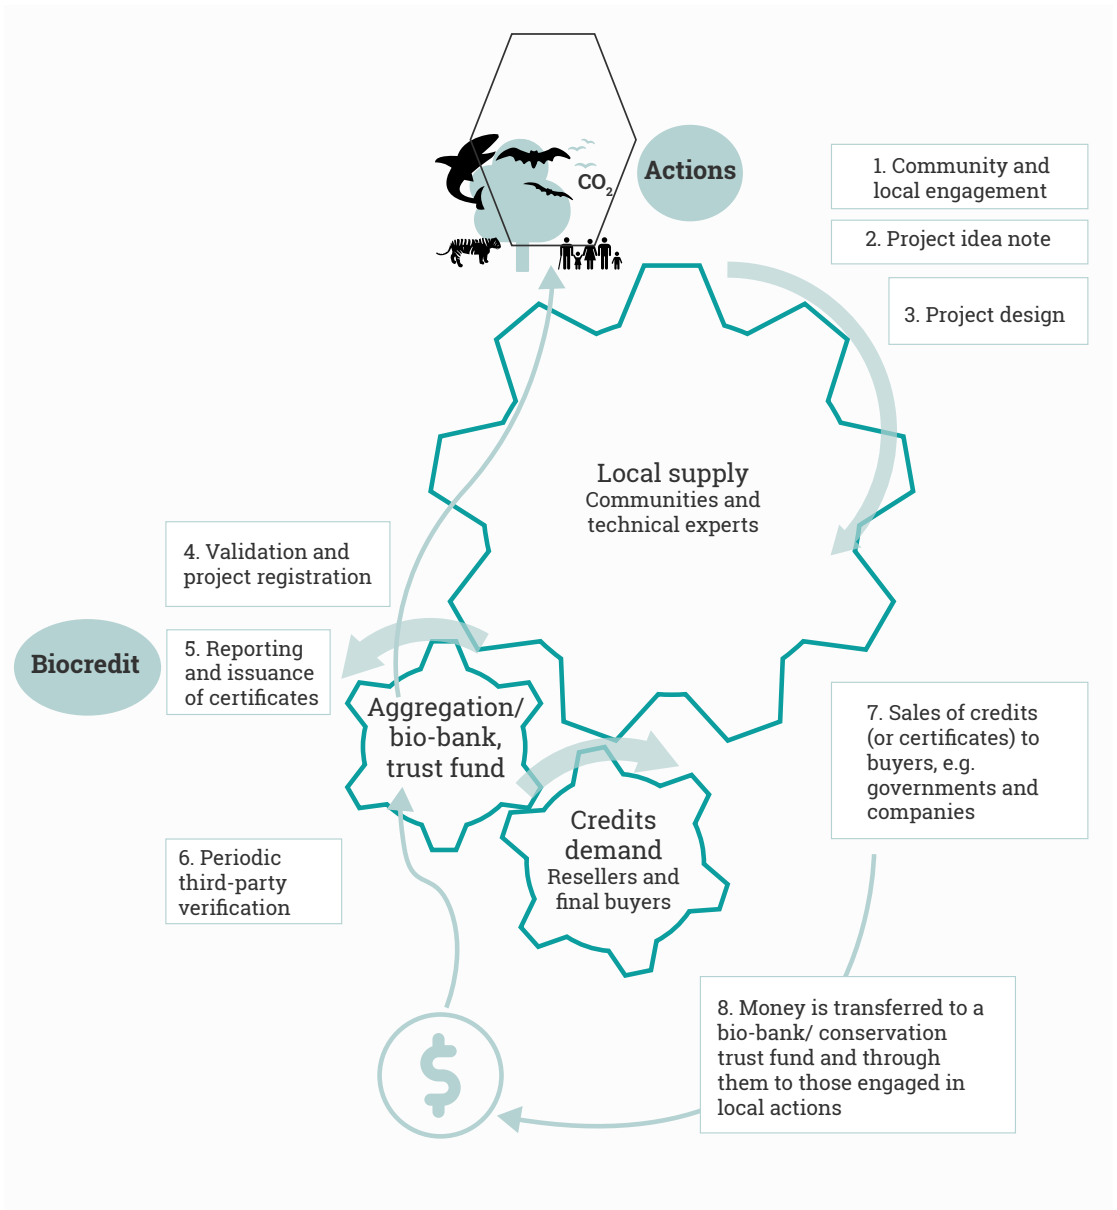 CO2
Actions
1. Community and
local engagement
2. Project idea note
3. Project design
Local supply
Communities and
technical experts
4. Validation and
project registration
Biocredit
5. Reporting
and issuance
of certificates
Aggregation/
bio-bank,
trust fund
7. Sales of credits
(or certificates) to
buyers, e.g.
governments and
companies
Credits
demand
Resellers and
final buyers
6. Periodic
third-party
verification
8. Money is transferred to a
bio-bank/ conservation
trust fund and through
them to those engaged in
local actions
$